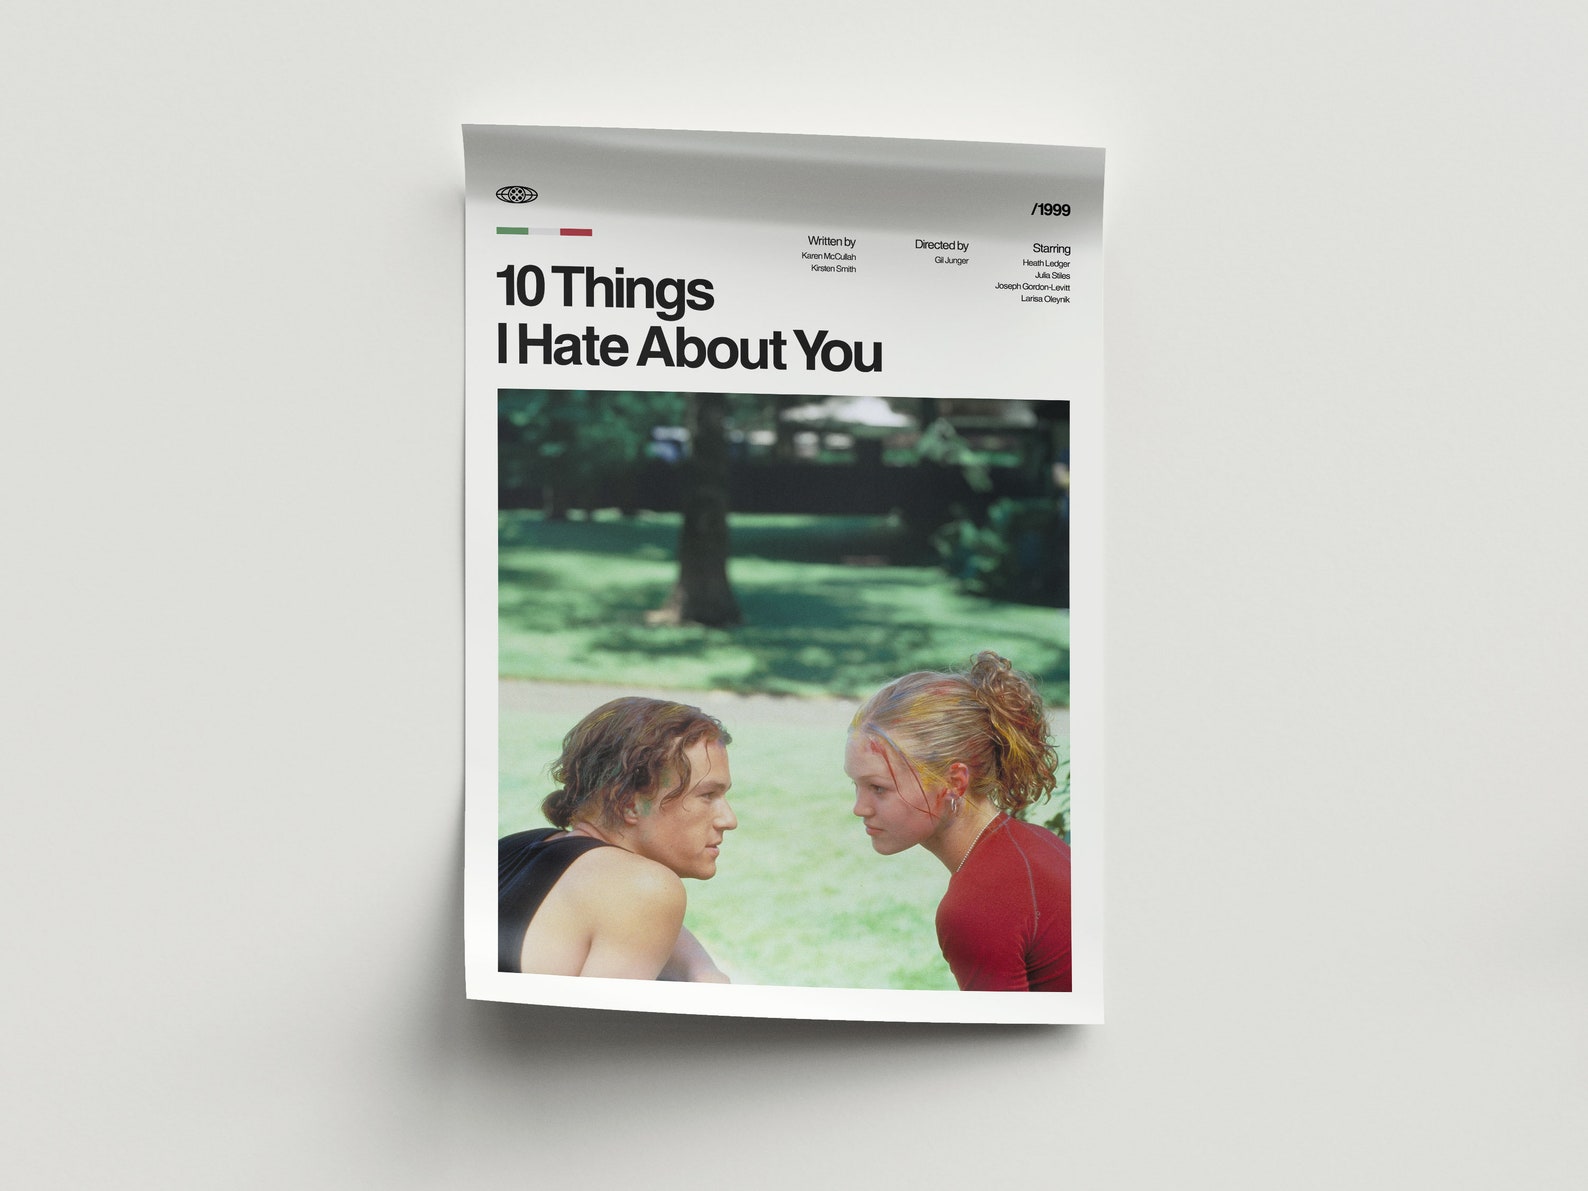 /1999
Written by
Karen McCullah
Kirsten Smith
Directed by
Gil Junger
Starring
Heath Ledger
Julia Stiles
Joseph Gordon-Levitt
Larisa Oleynik
10 Things
I Hate About You